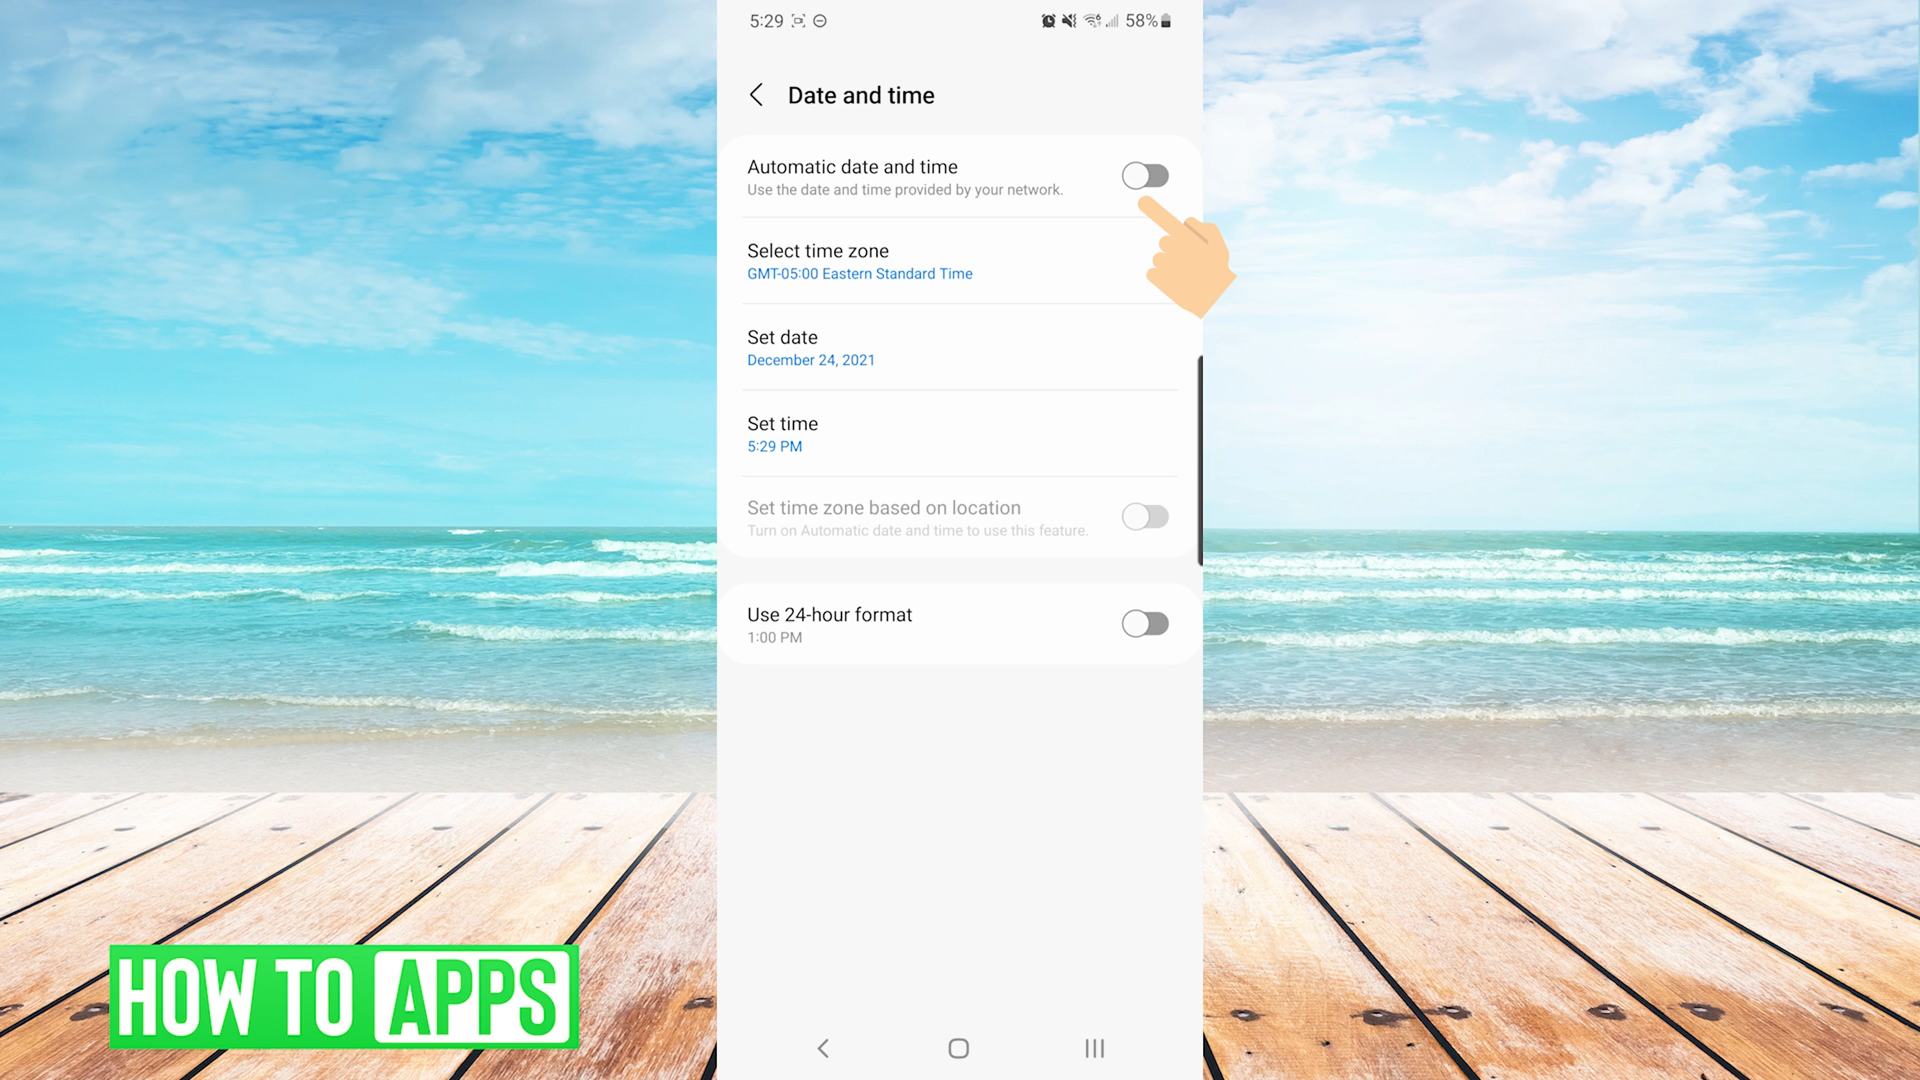 5:29
58%
Date and time
Automatic date and time
Use the date and time provided by your network.
Select time zone
GMT-05:00 Eastern Standard Time
Set date
December 24, 2021
Set time
5:29 PM
Set time zone based on location
Turn on Automatic date and time to use this feature.
Use 24-hour format
1:00 PM
HOW TO APPS